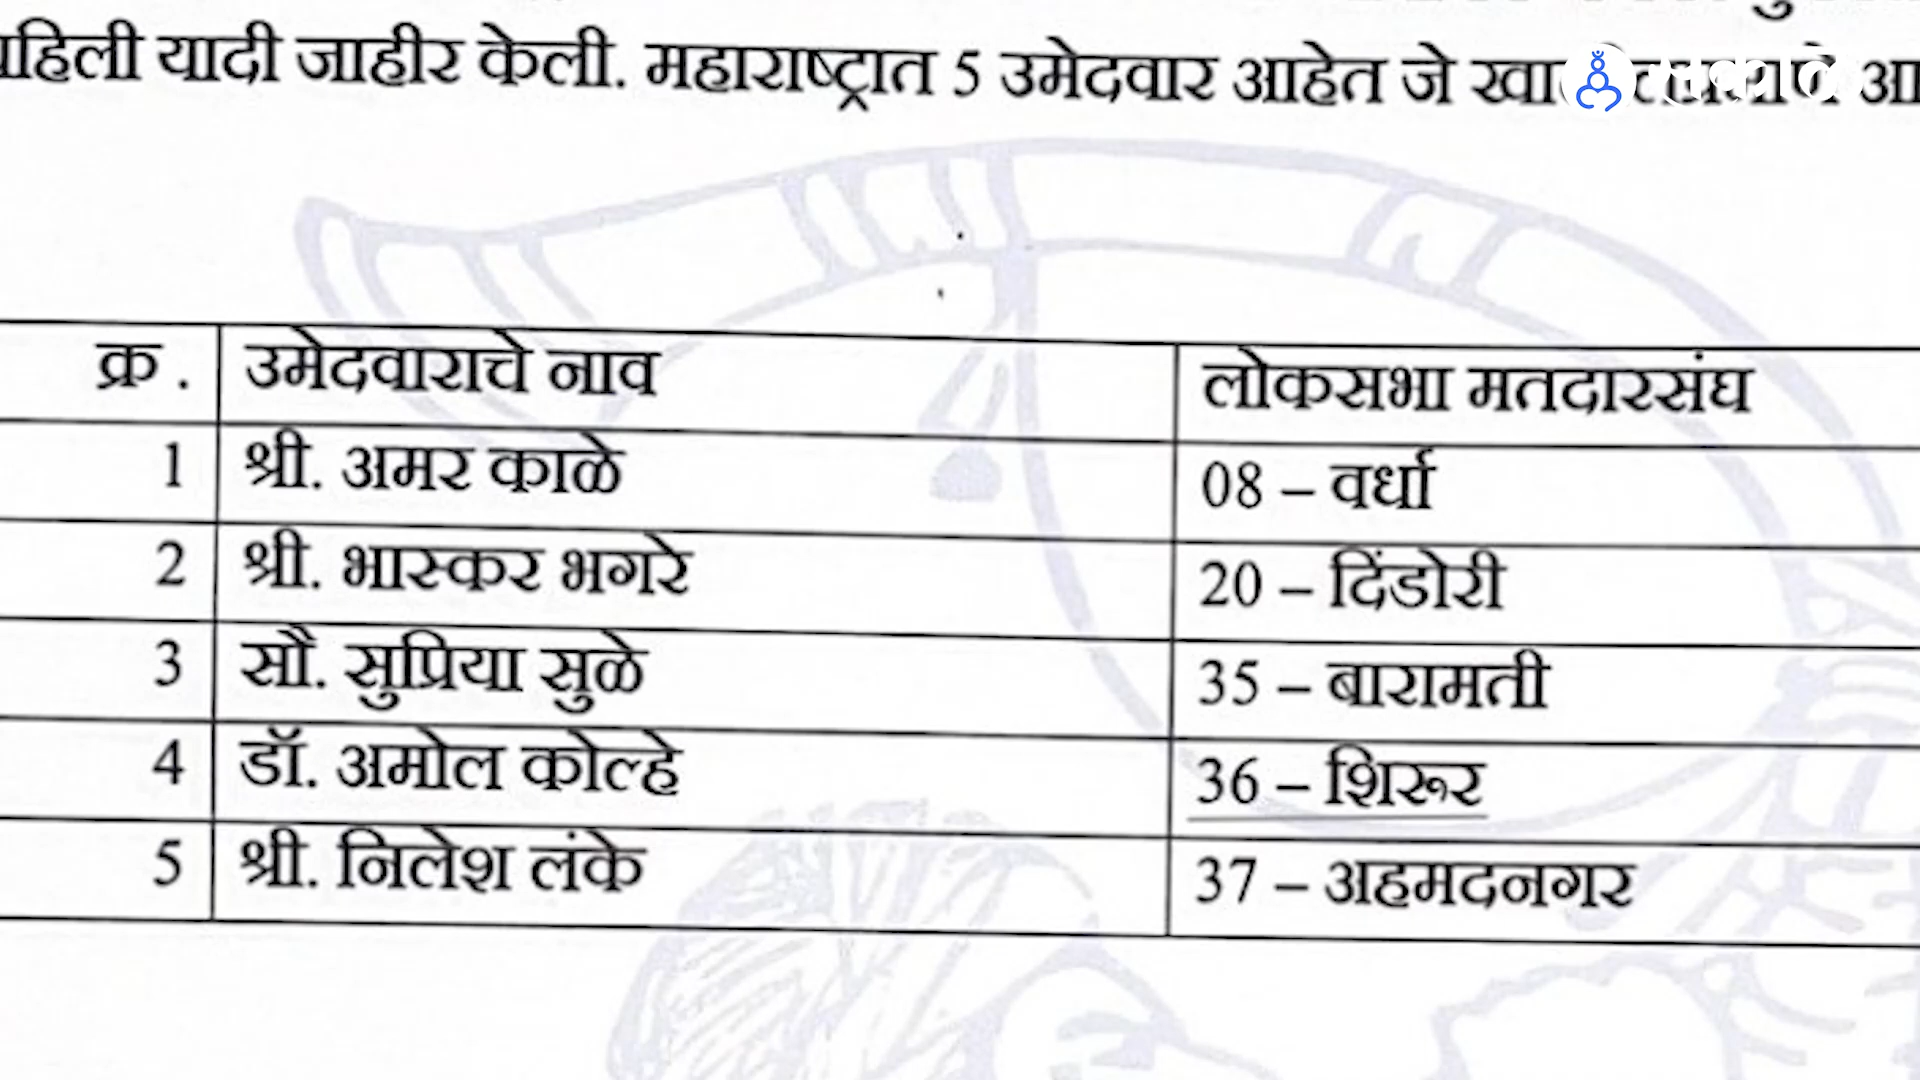 पहिली यादी जाहीर केली. महाराष्ट्रात 5 उमेदवार आहेत जे
क्र. उमेदवाराचे नाव लोकसभा मतदारसंघ
1 श्री. अमर काळे 08 – वर्धा
2 श्री. भास्कर भगरे 20 – दिंडोरी
3 सौ. सुप्रिया सुळे 35 – बारामती
4 डॉ. अमोल कोल्हे 36 – शिरूर
5 श्री. निलेश लंके 37 – अहमदनगर